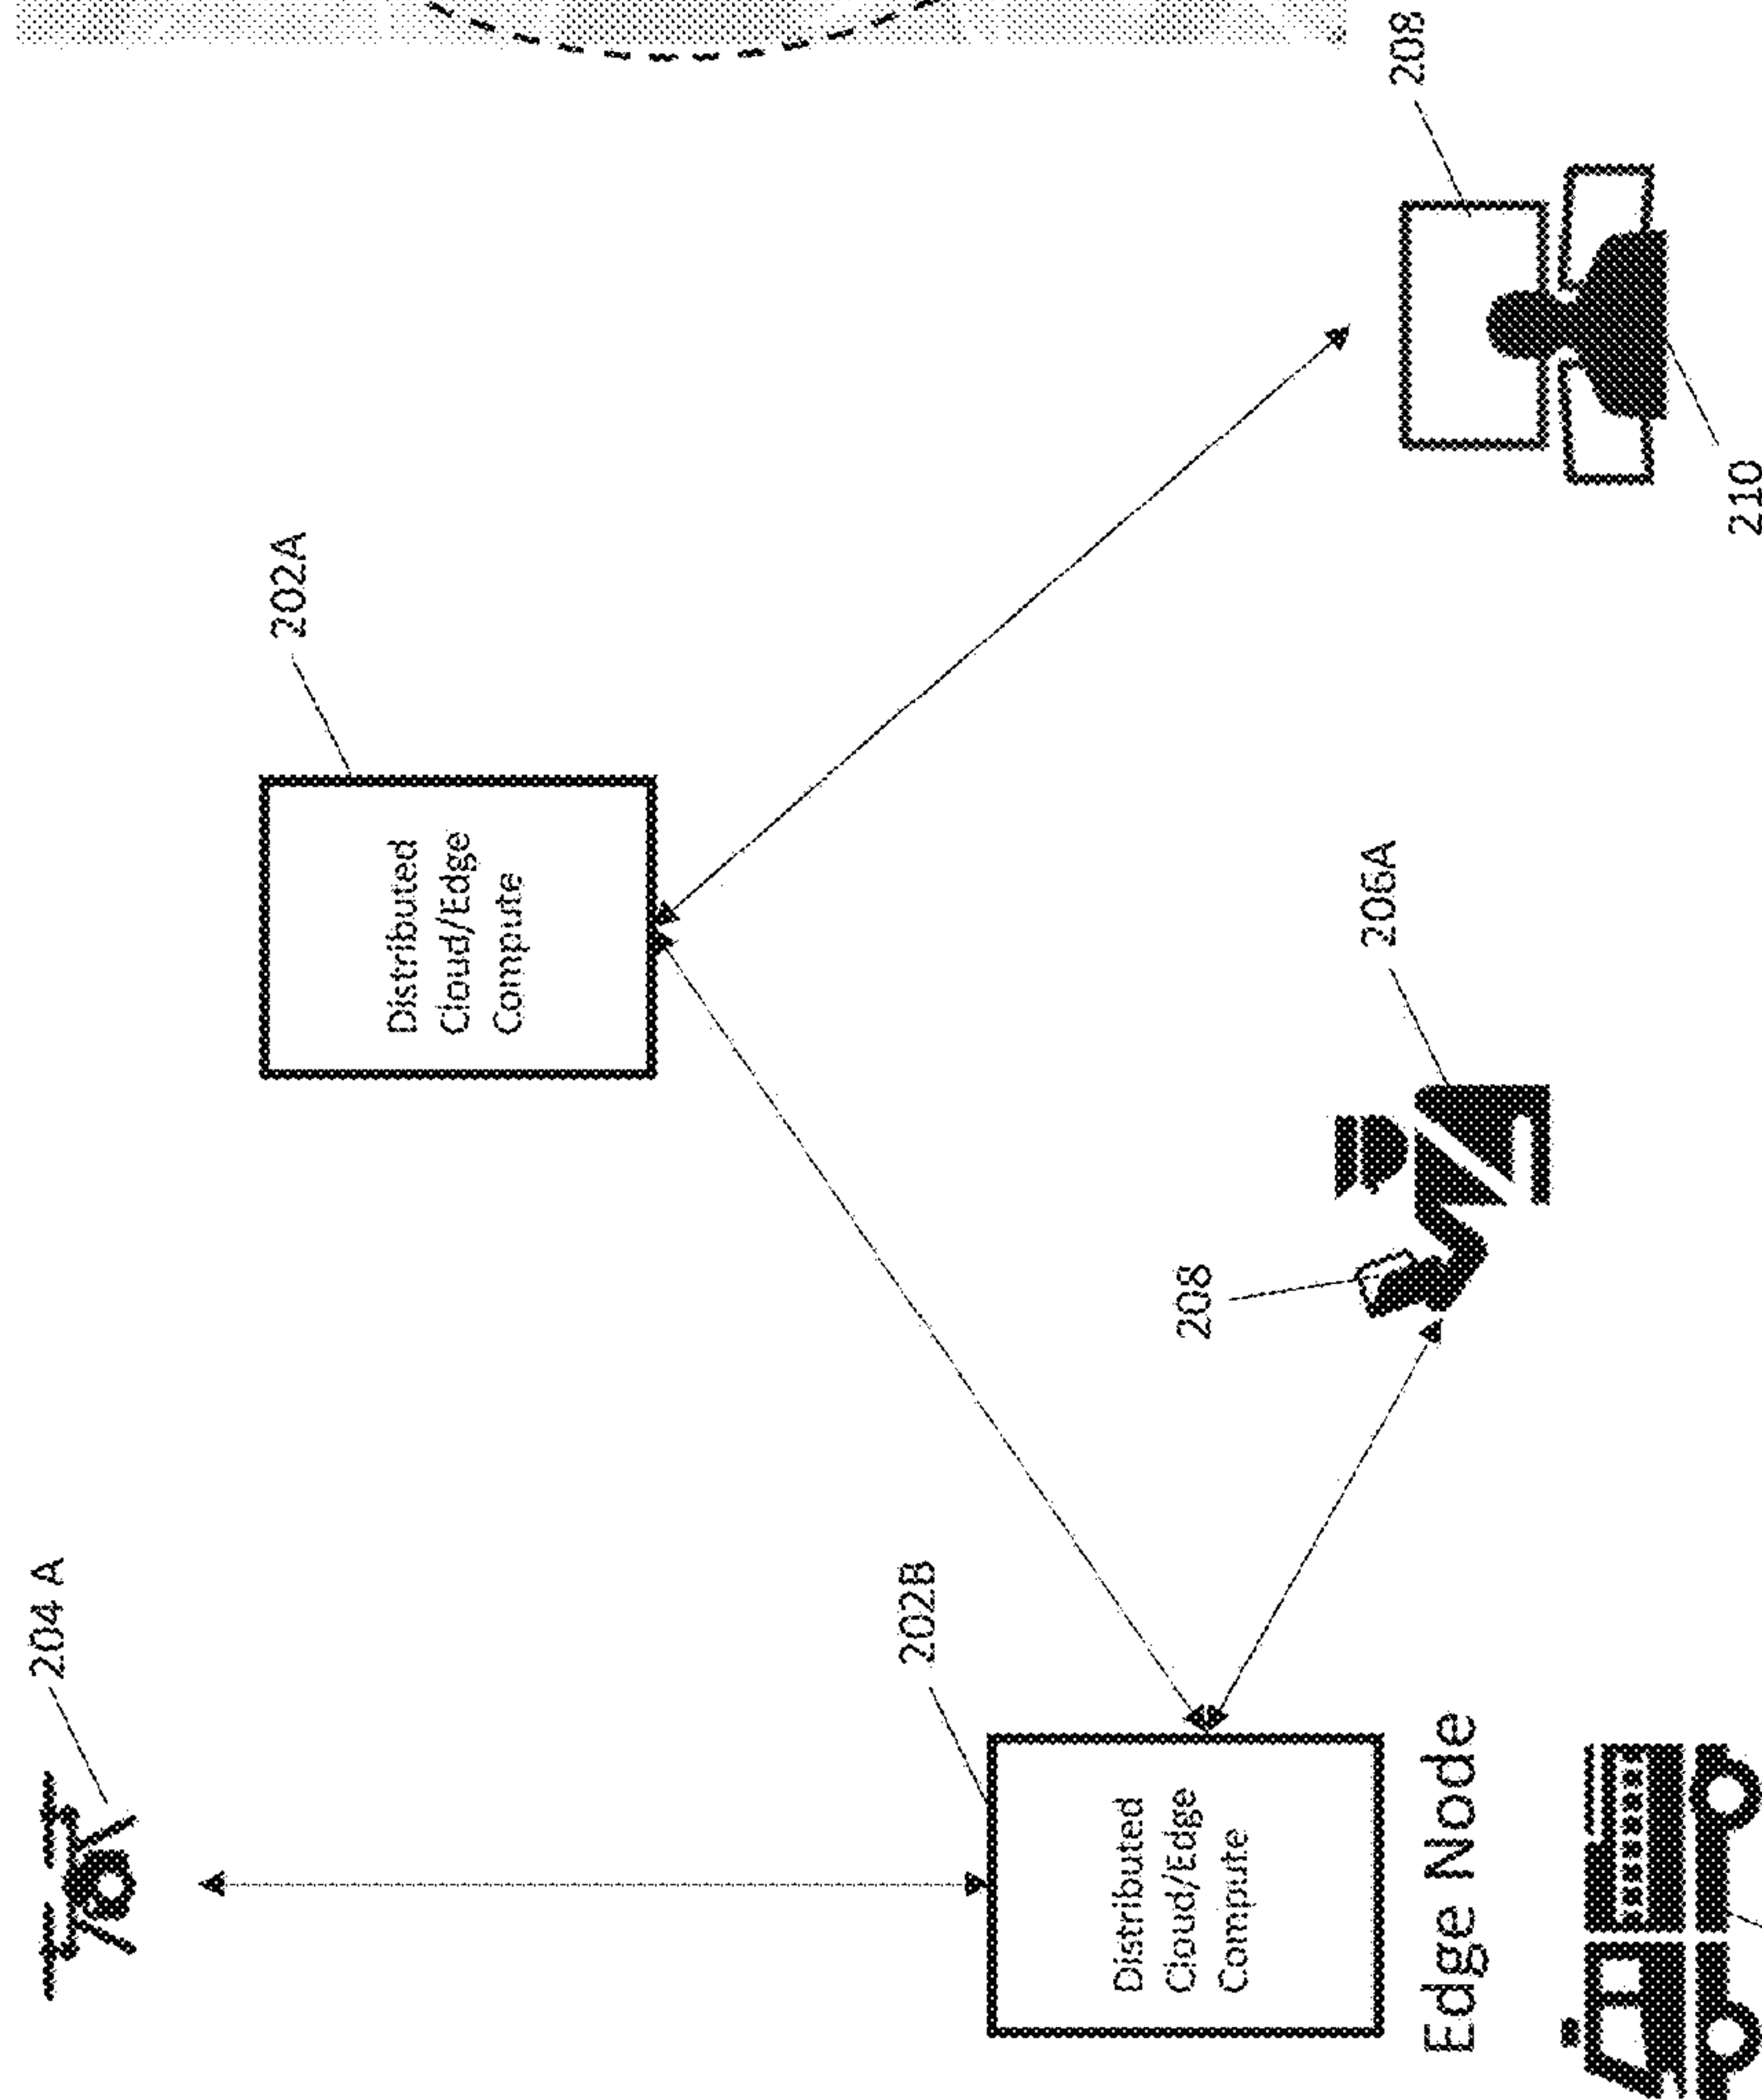 204 A
202A
Distributed
Cloud/Edge
Compute
202B
Distributed
Cloud/Edge
Compute
208
206A
208
Edge Node
210